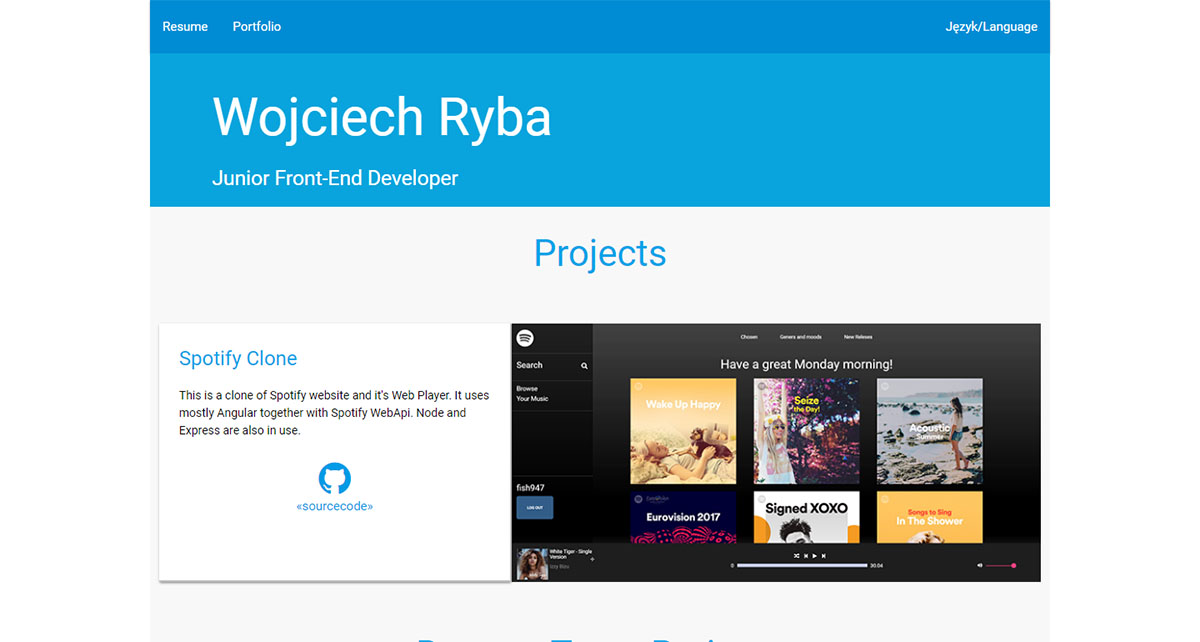 Resume Portfolio Język/Language
Wojciech Ryba
Junior Front-End Developer
Projects
Spotify Clone
This is a clone of Spotify website and it's Web Player. It uses
mostly Angular together with Spotify WebApi. Node and
Express are also in use.
«sourcecode»
Search
Browse
Your Music
fish947
LOG OUT
White Tiger - Single
Version
Izzy Bizu
Chosen Geners and moods New Releses
Have a great Monday morning!
Wake Up Happy
Seize
the Day!
Acoustic
Summer
Eurovision 2017
Signed XOXO
Songs to Sing
In The Shower
0 30.04